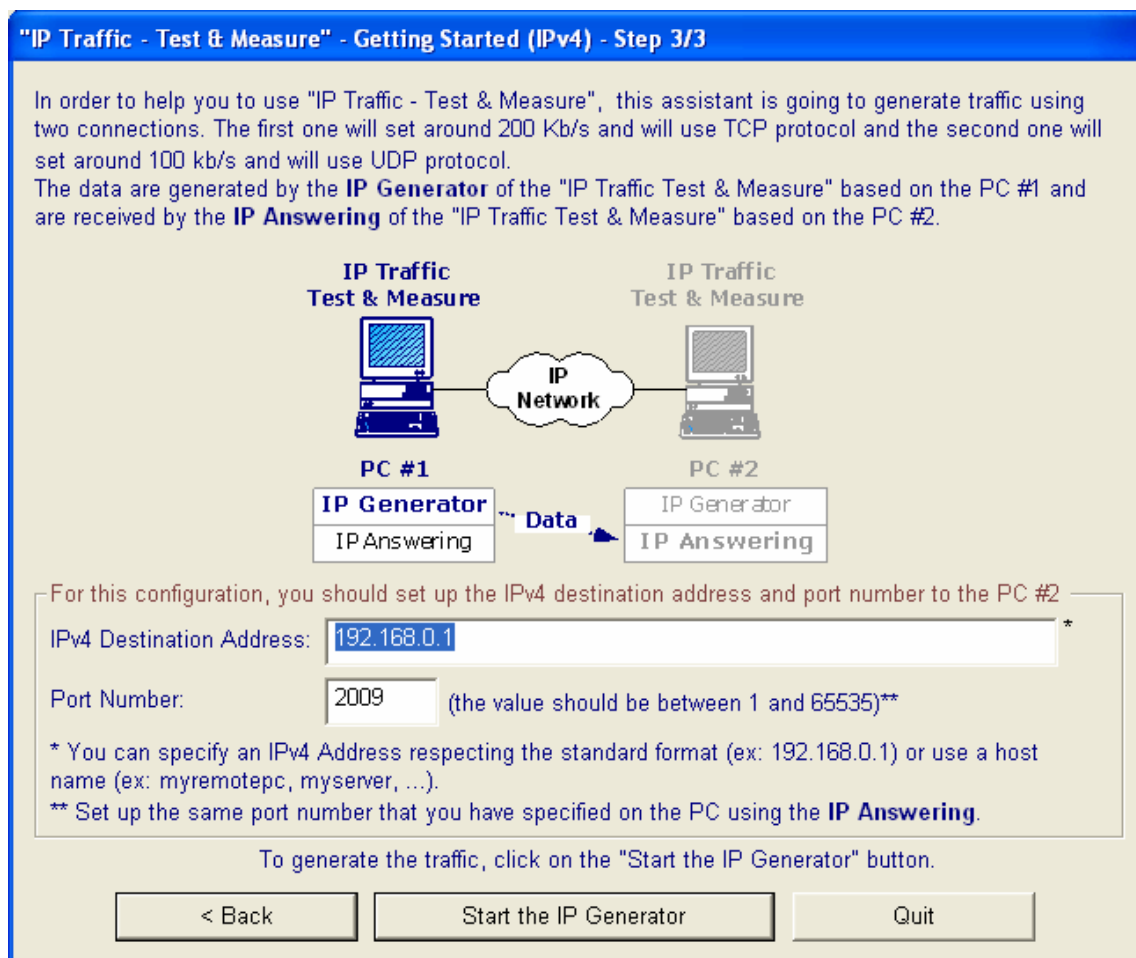 "IP Traffic - Test & Measure" - Getting Started (IPv4) - Step 3/3
In order to help you to use "IP Traffic - Test & Measure",  this assistant is going to generate traffic using
two connections. The first one will set around 200 Kb/s and will use TCP protocol and the second one will
set around 100 kb/s and will use UDP protocol.
The data are generated by the IP Generator of the "IP Traffic Test & Measure" based on the PC #1 and
are received by the IP Answering of the "IP Traffic Test & Measure" based on the PC #2.
IP Traffic
Test & Measure
IP Traffic
Test & Measure
IP
Network
PC #1
PC #2
IP Generator
IP Answering
Data
IP Generator
IP Answering
For this configuration, you should set up the IPv4 destination address and port number to the PC #2
IPv4 Destination Address: 192.168.0.1 *
Port Number: 2009 (the value should be between 1 and 65535)**
* You can specify an IPv4 Address respecting the standard format (ex: 192.168.0.1) or use a host
name (ex: myremotepc, myserver, ...).
** Set up the same port number that you have specified on the PC using the IP Answering.
To generate the traffic, click on the "Start the IP Generator" button.
< Back
Start the IP Generator
Quit